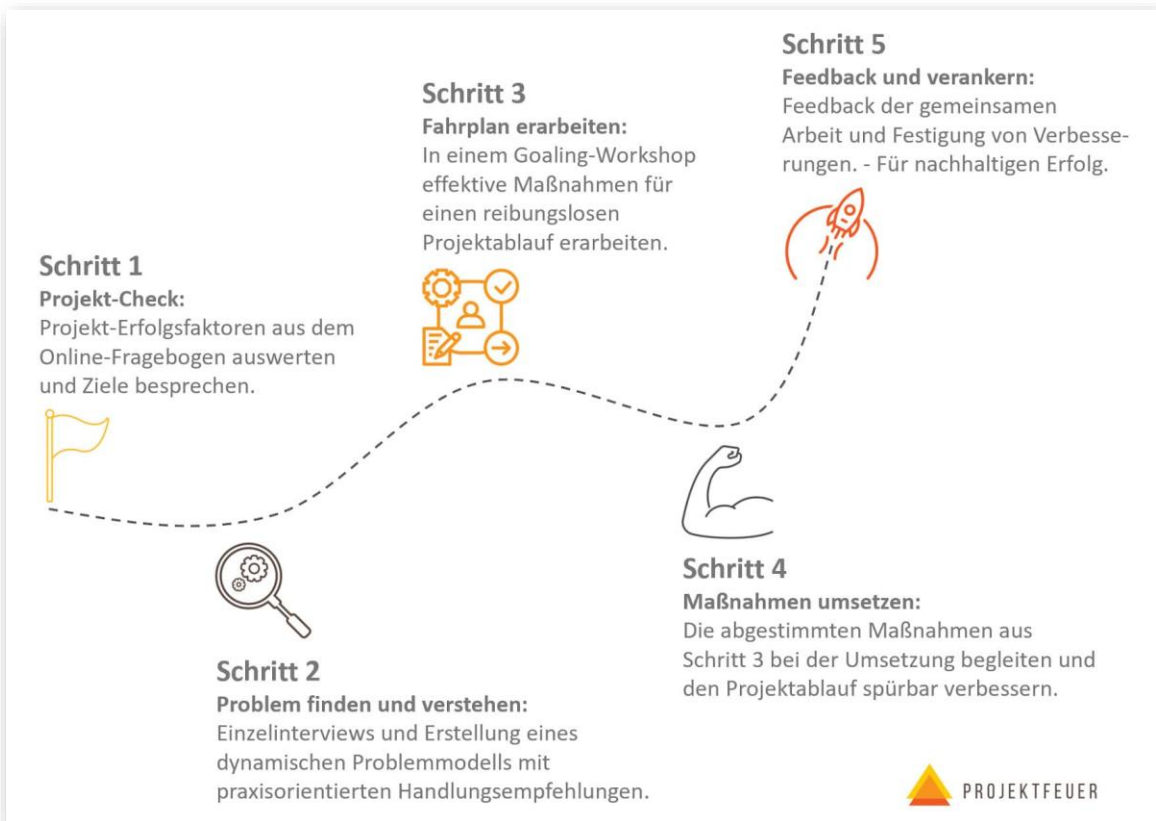 Schritt 1
Projekt-Check:
Projekt-Erfolgsfaktoren aus dem
Online-Fragebogen auswerten
und Ziele besprechen.
Schritt 2
Problem finden und verstehen:
Einzelinterviews und Erstellung eines
dynamischen Problemmodells mit
praxisorientierten Handlungsempfehlungen.
Schritt 3
Fahrplan erarbeiten:
In einem Goaling-Workshop
effektive Maßnahmen für
einen reibungslosen
Projektablauf erarbeiten.
Schritt 4
Maßnahmen umsetzen:
Die abgestimmten Maßnahmen aus
Schritt 3 bei der Umsetzung begleiten und
den Projektablauf spürbar verbessern.
Schritt 5
Feedback und verankern:
Feedback der gemeinsamen
Arbeit und Festigung von Verbesse-
rungen. - Für nachhaltigen Erfolg.
PROJEKTFEUER